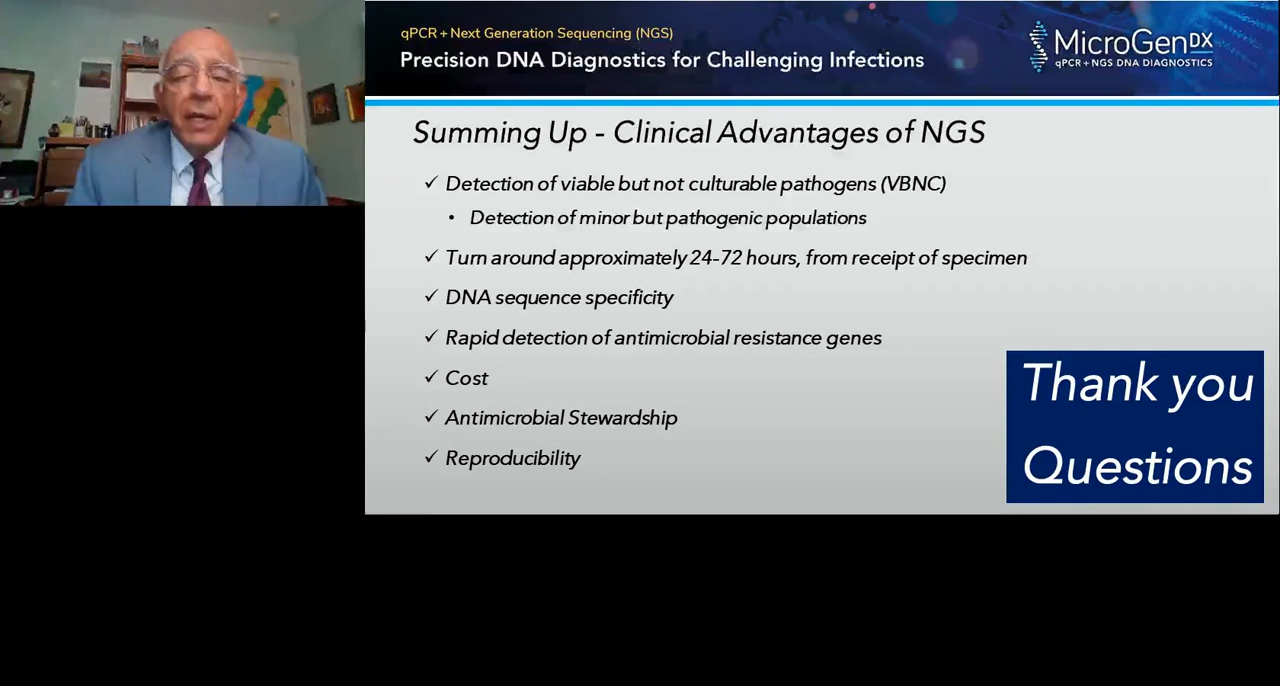 qPCR + Next Generation Sequencing (NGS)
Precision DNA Diagnostics for Challenging Infections
MicroGenDX
qPCR + NGS DNA DIAGNOSTICS
Summing Up - Clinical Advantages of NGS
✓ Detection of viable but not culturable pathogens (VBNC)
• Detection of minor but pathogenic populations
✓ Turn around approximately 24-72 hours, from receipt of specimen
✓ DNA sequence specificity
✓ Rapid detection of antimicrobial resistance genes
✓ Cost
✓ Antimicrobial Stewardship
✓ Reproducibility
Thank you
Questions